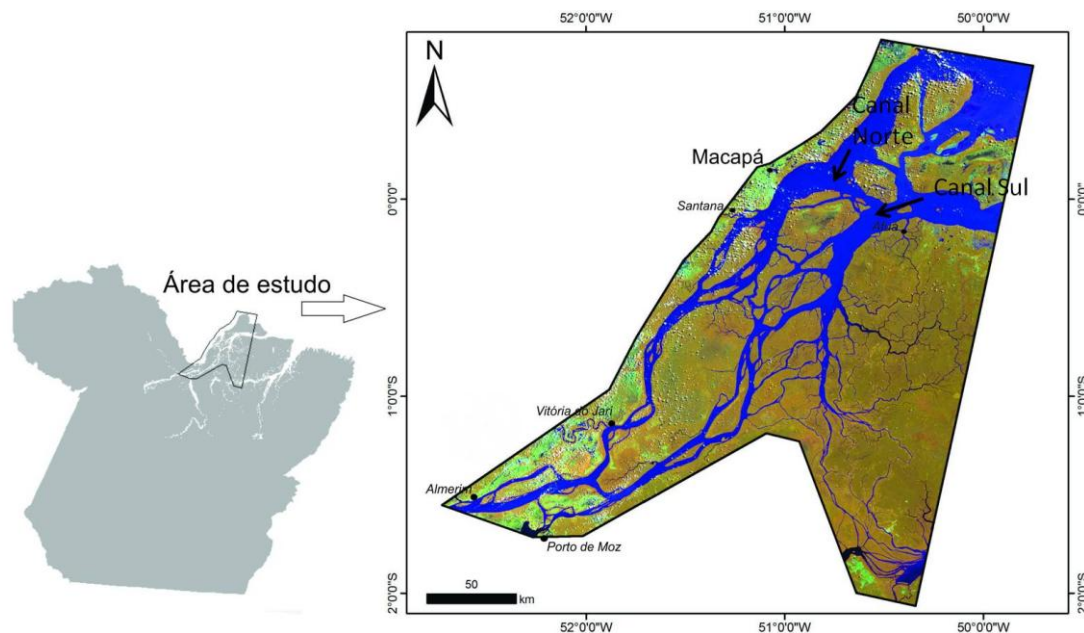 52°0'0"W
51°0'0"W
50°0'0"W
N
Canal
Norte
Macapá
Canal Sul
Santana
0°0'0"
0°0'0"
Área de estudo
1°0'0"S
1°0'0"S
Vitória do Jari
Almerim
Porto de Moz
50
km
2°0'0"S
2°0'0"S
52°0'0"W
51°0'0"W
50°0'0"W